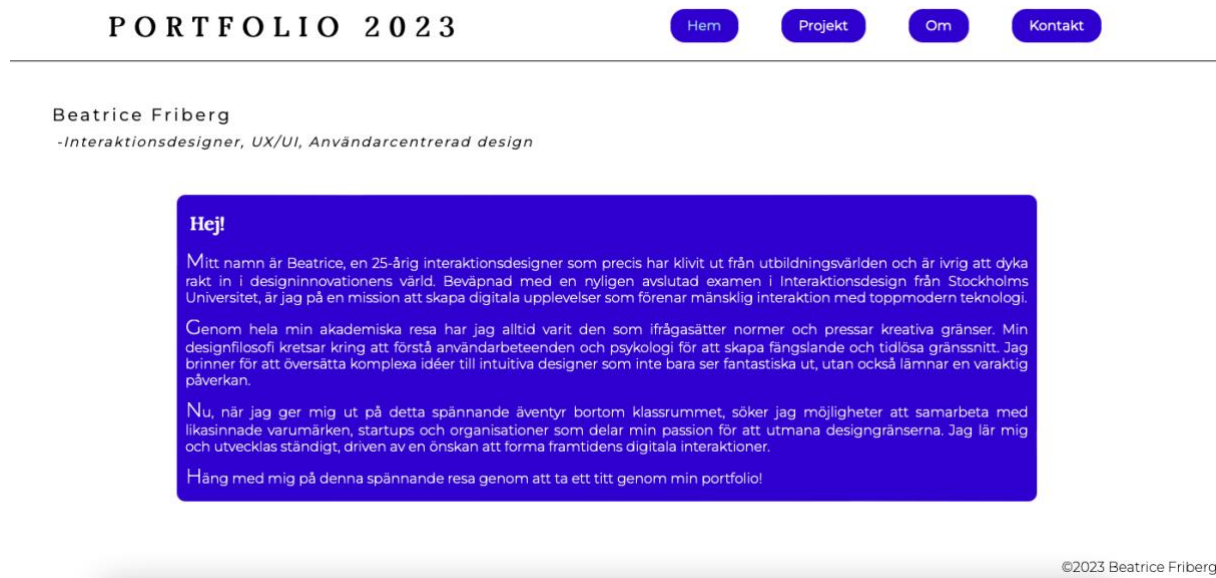 PORTFOLIO 2023
Hem
Projekt
Om
Kontakt
Beatrice Friberg
-Interaktionsdesigner, UX/UI, Användarcentrerad design
Hej!
Mitt namn är Beatrice, en 25-årig interaktionsdesigner som precis har klivit ut från utbildningsvärlden och är ivrig att dyka
rakt in i designinnovationens värld. Beväpnad med en nyligen avslutad examen i Interaktionsdesign från Stockholms
Universitet, är jag på en mission att skapa digitala upplevelser som förenar mänsklig interaktion med toppmodern teknologi.
Genom hela min akademiska resa har jag alltid varit den som ifrågasätter normer och pressar kreativa gränser. Min
designfilosofi kretsar kring att förstå användarbeteenden och psykologi för att skapa fängslande och tidlösa gränssnitt. Jag
brinner för att översätta komplexa idéer till intuitiva designer som inte bara ser fantastiska ut, utan också lämnar en varaktig
påverkan.
Nu, när jag ger mig ut på detta spännande äventyr bortom klassrummet, söker jag möjligheter att samarbeta med
likasinnade varumärken, startups och organisationer som delar min passion för att utmana designgränserna. Jag lär mig
och utvecklas ständigt, driven av en önskan att forma framtidens digitala interaktioner.
Häng med mig på denna spännande resa genom att ta ett titt genom min portfolio!
©2023 Beatrice Friberg